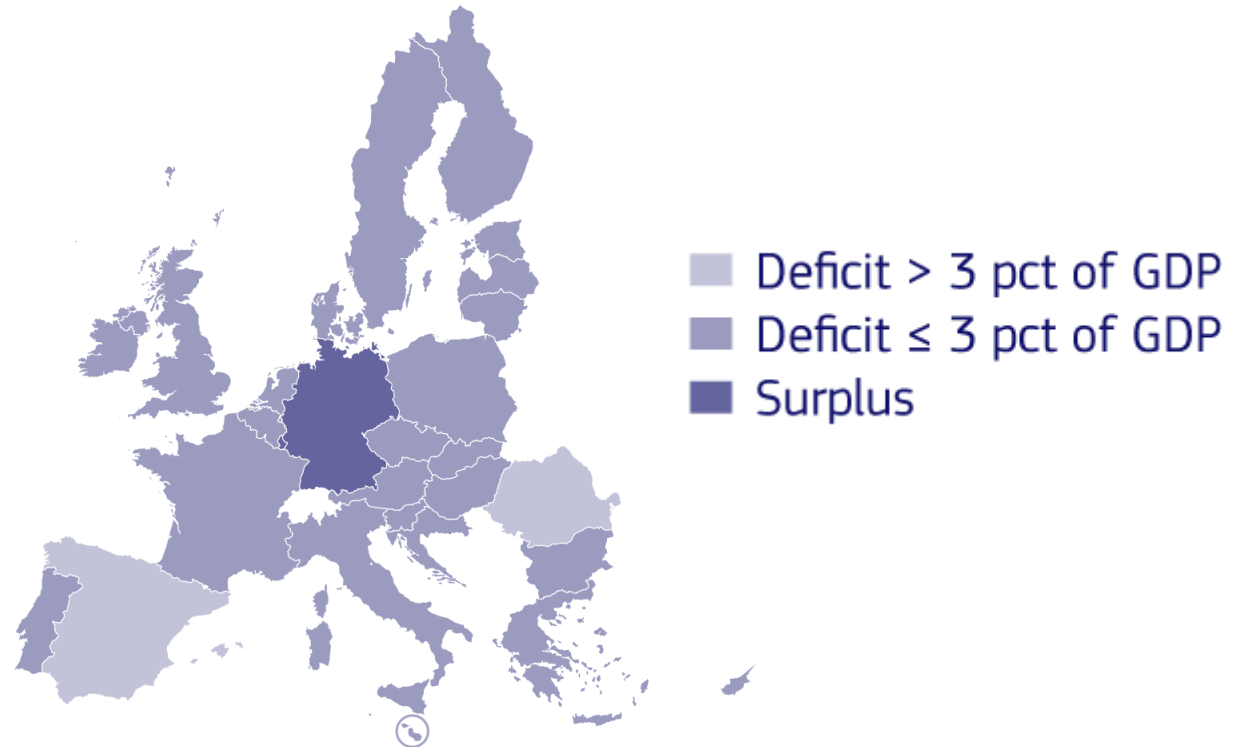 Deficit > 3 pct of GDP
Deficit ≤ 3 pct of GDP
Surplus